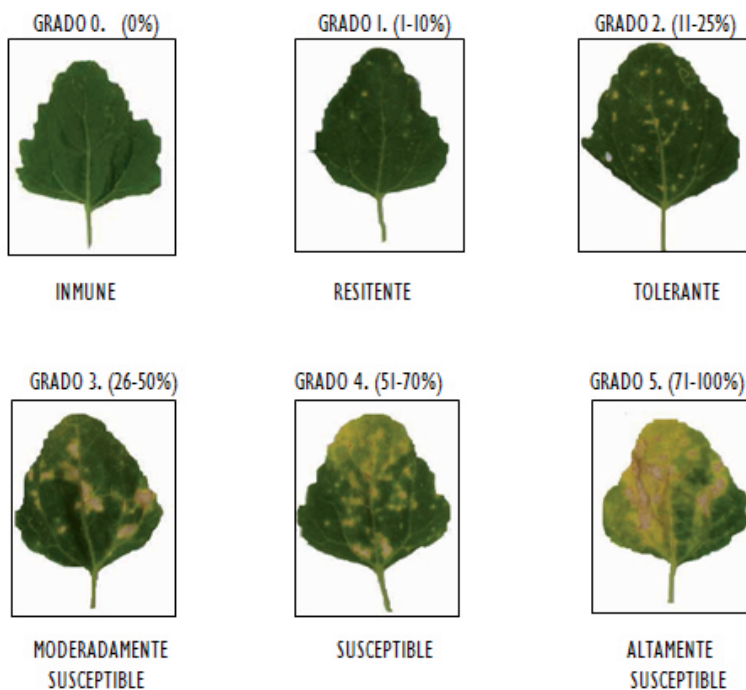 GRADO 0. (0%)
GRADO 1. (1-10%)
GRADO 2. (11-25%)
INMUNE
RESITENTE
TOLERANTE
GRADO 3. (26-50%)
GRADO 4. (51-70%)
GRADO 5. (71-100%)
MODERADAMENTE
SUSCEPTIBLE
SUSCEPTIBLE
ALTAMENTE
SUSCEPTIBLE